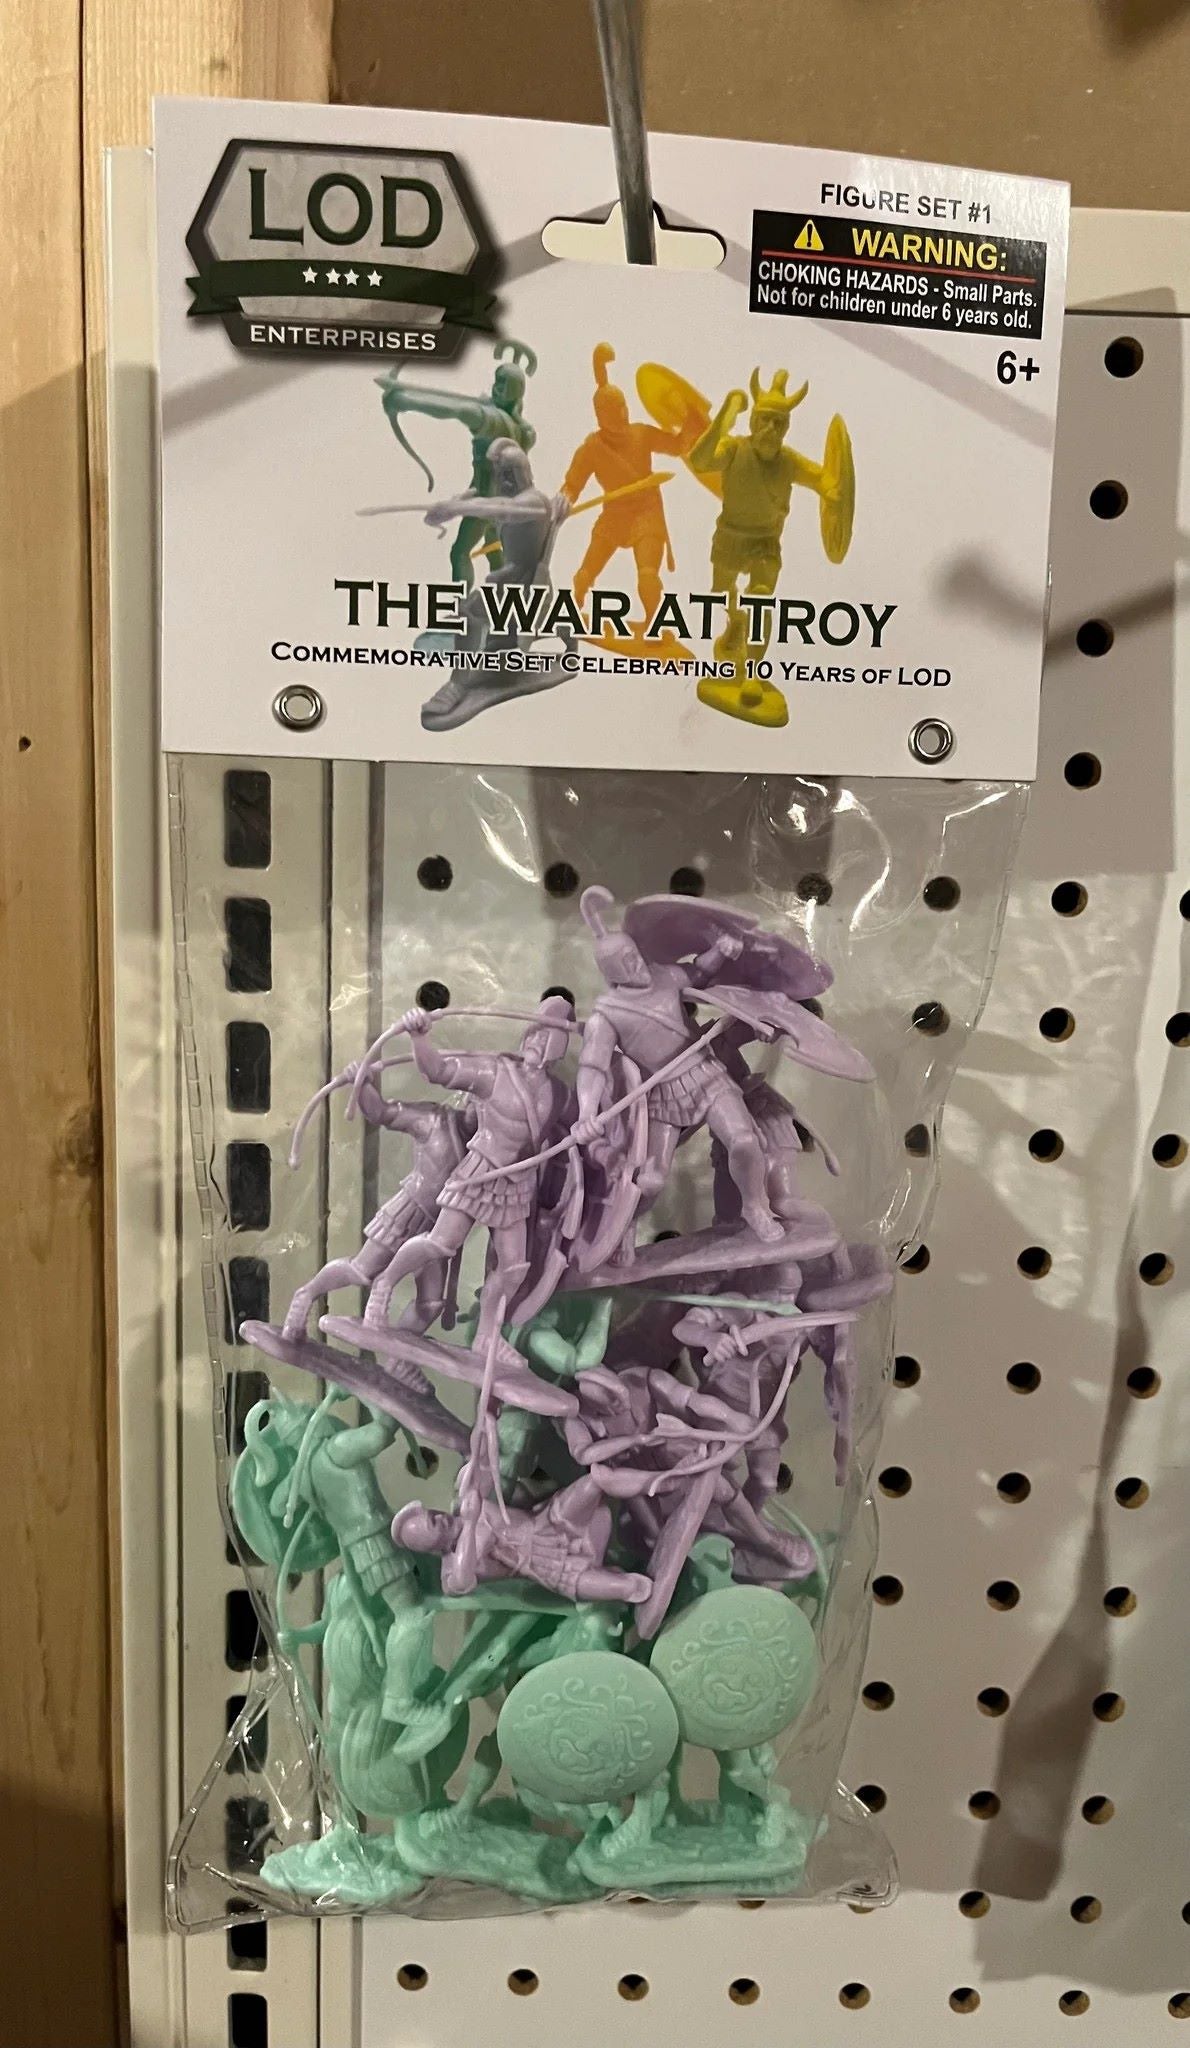 LOD
ENTERPRISES
FIGURE SET #1
WARNING:
CHOKING HAZARDS - Small Parts.
Not for children under 6 years old.
6+
THE WAR AT TROY
COMMEMORATIVE SET CELEBRATING 10 YEARS OF LOD